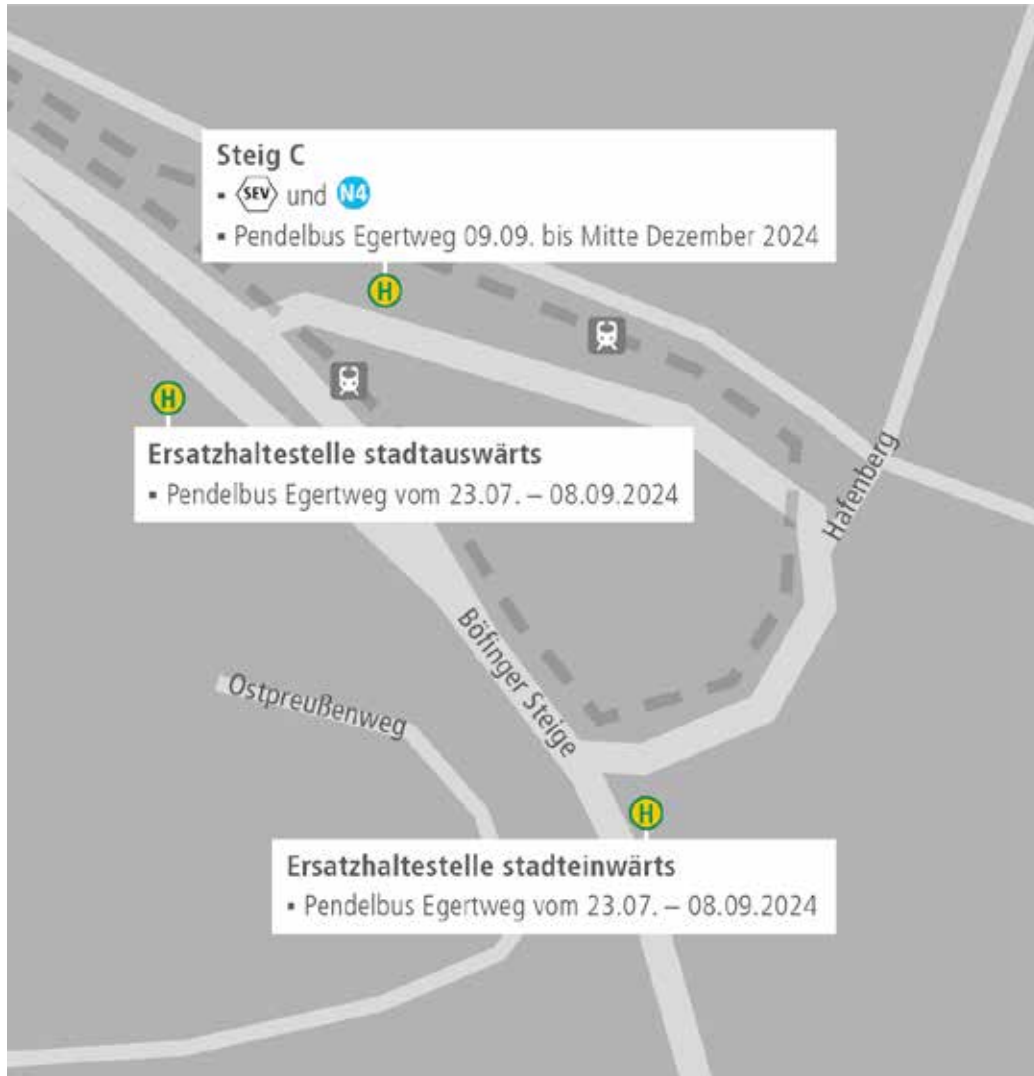 Steig C
▪ SEV und N4
▪ Pendelbus Egertweg 09.09. bis Mitte Dezember 2024
H
H
Ersatzhaltestelle stadtauswärts
▪ Pendelbus Egertweg vom 23.07. – 08.09.2024
Hafenberg
Böfinger Steige
Ostpreußenweg
H
Ersatzhaltestelle stadteinwärts
▪ Pendelbus Egertweg vom 23.07. – 08.09.2024